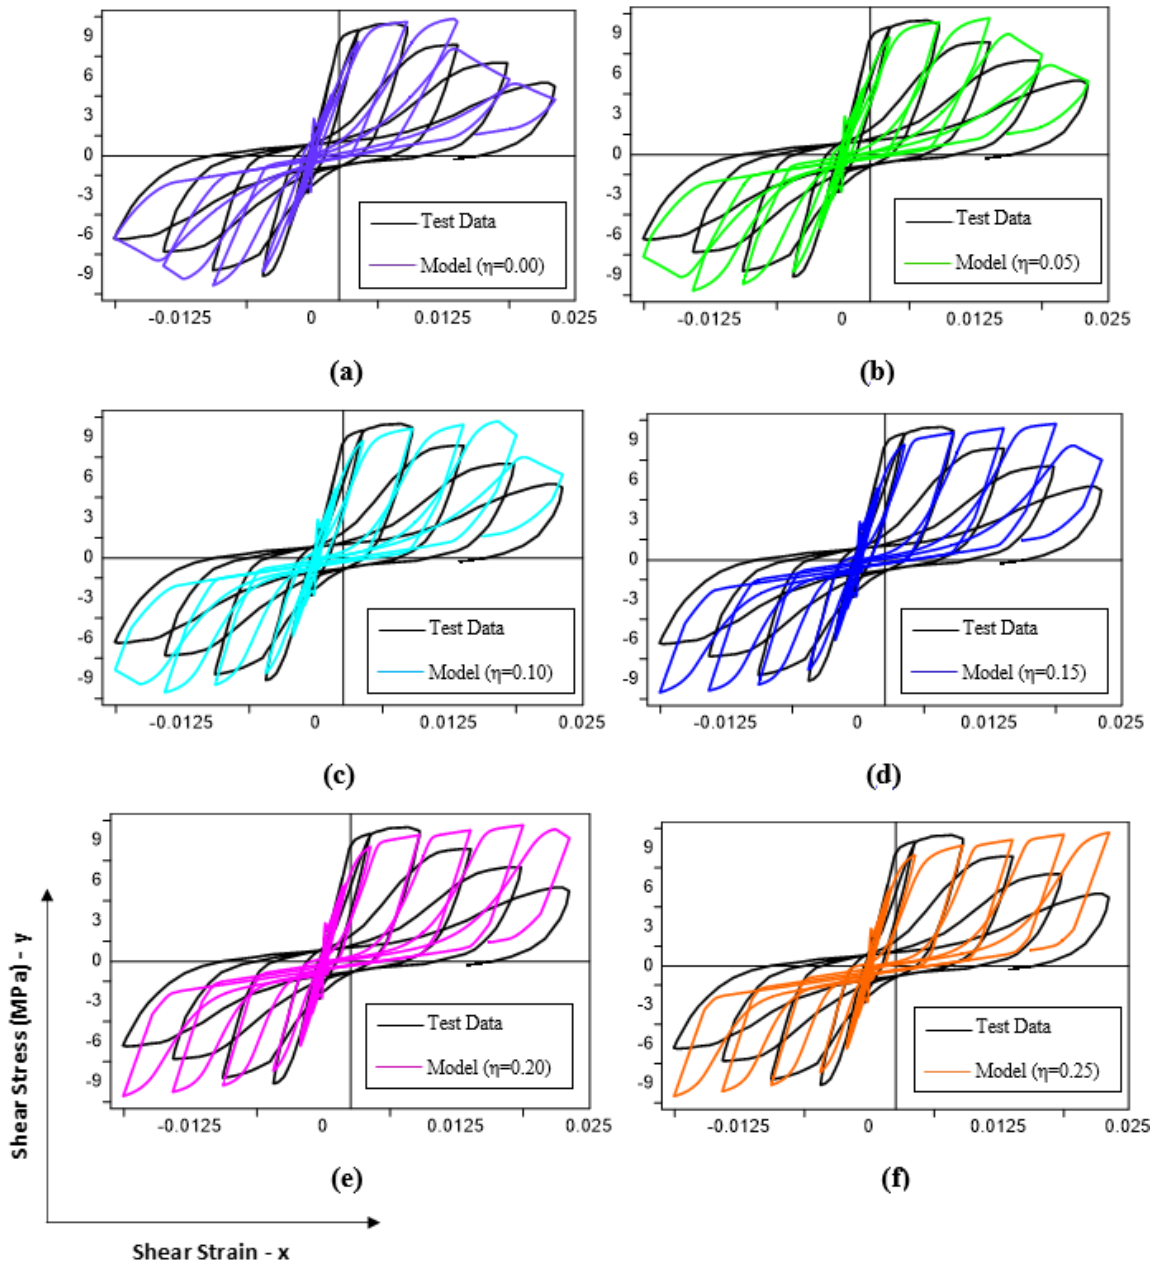 9
6
3
0
-3
-6
-9
Test Data
Model (η=0.00)
-0.0125 0 0.0125 0.025
(a)
9
6
3
0
-3
-6
-9
Test Data
Model (η=0.05)
-0.0125 0 0.0125 0.025
(b)
9
6
3
0
-3
-6
-9
Test Data
Model (η=0.10)
-0.0125 0 0.0125 0.025
(c)
9
6
3
0
-3
-6
-9
Test Data
Model (η=0.15)
-0.0125 0 0.0125 0.025
(d)
9
6
3
0
-3
-6
-9
Test Data
Model (η=0.20)
-0.0125 0 0.0125 0.025
(e)
9
6
3
0
-3
-6
-9
Test Data
Model (η=0.25)
-0.0125 0 0.0125 0.025
(f)
Shear Stress (MPa) - y
Shear Strain - x